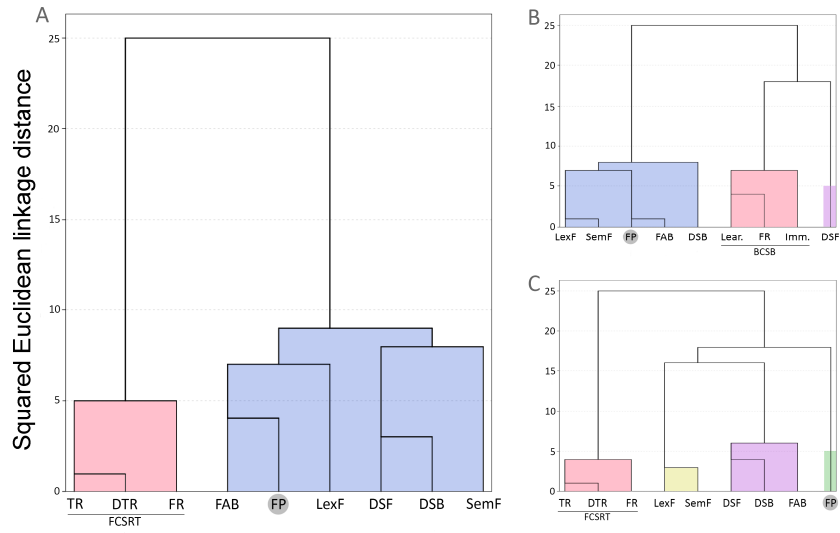 A
Squared Euclidean linkage distance
25
20
15
10
5
0
TR DTR FR FAB FP LexF DSF DSB SemF
FCSRT
B
25
20
15
10
5
0
LexF SemF FP FAB DSB Lear. FR Imm. DSF
BCSB
C
25
20
15
10
5
0
TR DTR FR LexF SemF DSF DSB FAB FP
FCSRT